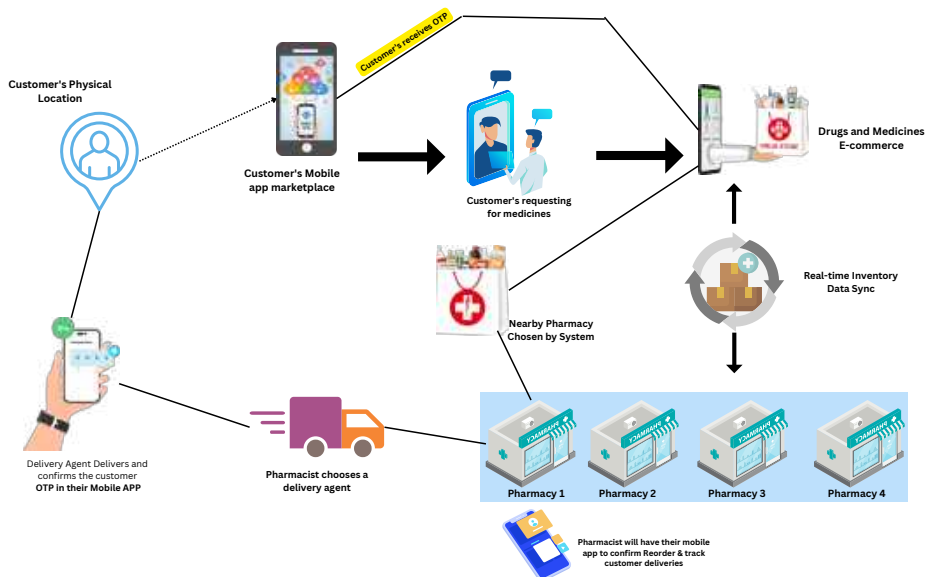 Customer's receives OTP
Customer's Physical
Location
Customer's Mobile
app marketplace
Customer's requesting
for medicines
Drugs and Medicines
E-commerce
Real-time Inventory
Data Sync
Nearby Pharmacy
Chosen by System
Delivery Agent Delivers and
confirms the customer
OTP in their Mobile APP
Pharmacist chooses a
delivery agent
PHARMACY
PHARMACY
PHARMACY
PHARMACY
Pharmacy 1
Pharmacy 2
Pharmacy 3
Pharmacy 4
Pharmacist will have their mobile
app to confirm Reorder & track
customer deliveries